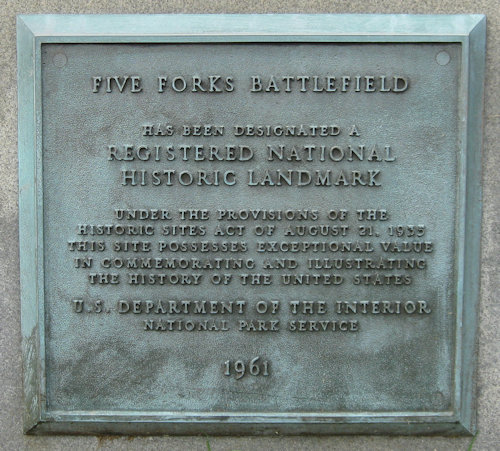 FIVE FORKS BATTLEFIELD
HAS BEEN DESIGNATED A
REGISTERED NATIONAL
HISTORIC LANDMARK
UNDER THE PROVISIONS OF THE
HISTORIC SITES ACT OF AUGUST 21, 1935
THIS SITE POSSESSES EXCEPTIONAL VALUE
IN COMMEMORATING AND ILLUSTRATING
THE HISTORY OF THE UNITED STATES
U.S. DEPARTMENT OF THE INTERIOR
NATIONAL PARK SERVICE
1961